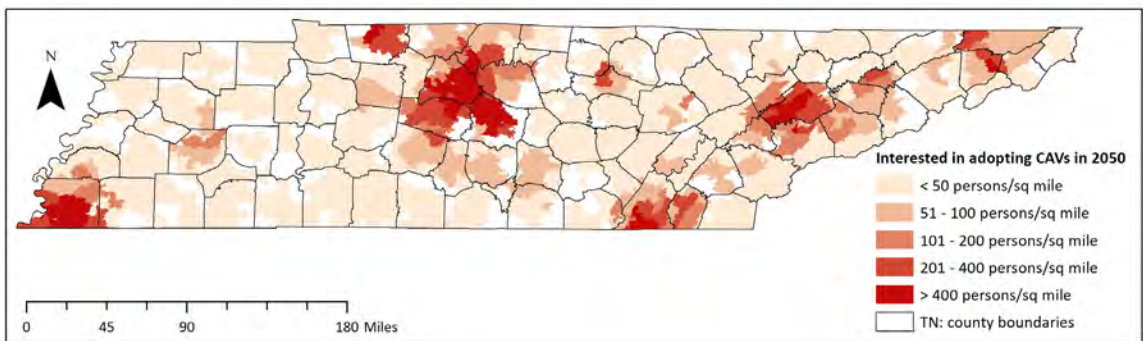 N
Interested in adopting CAVs in 2050
< 50 persons/sq mile
51 - 100 persons/sq mile
101 - 200 persons/sq mile
201 - 400 persons/sq mile
> 400 persons/sq mile
TN: county boundaries
0 45 90 180 Miles